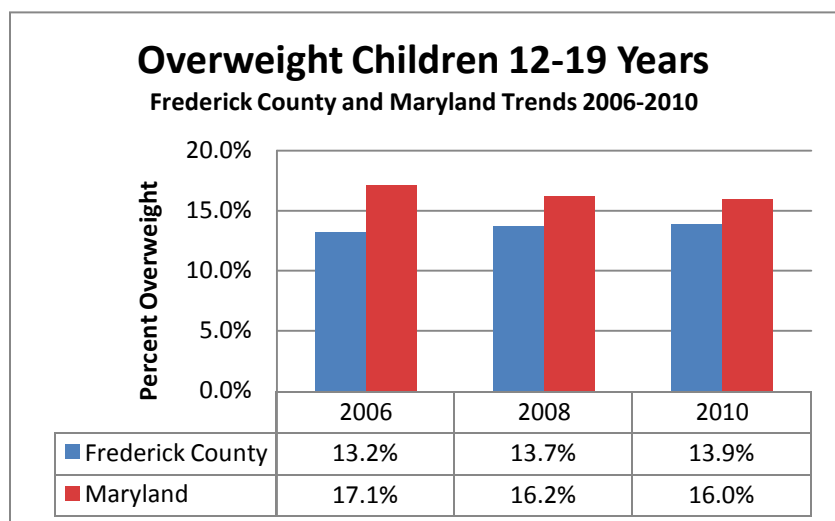 Overweight Children 12-19 Years
Frederick County and Maryland Trends 2006-2010
Percent Overweight
20.0%
15.0%
10.0%
5.0%
0.0%
2006 2008 2010
Frederick County 13.2% 13.7% 13.9%
Maryland 17.1% 16.2% 16.0%